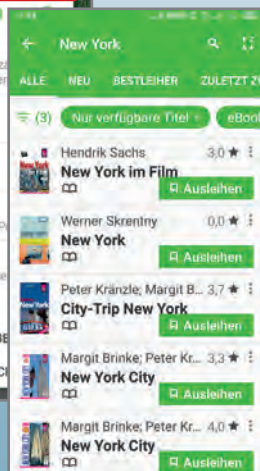 New York
ALLE NEU BESTLEIHER ZULETZT Z
(3) Nur verfügbare Titel × eBook
Hendrik Sachs 3,0 ★
New York im Film
Ausleihen
Werner Skrentny 0,0 ★
New York
Ausleihen
Peter Kränzle; Margit B... 3,7 ★
City-Trip New York
Ausleihen
Margit Brinke; Peter Kr... 3,3 ★
New York City
Ausleihen
Margit Brinke; Peter Kr... 4,0 ★
New York City
Ausleihen